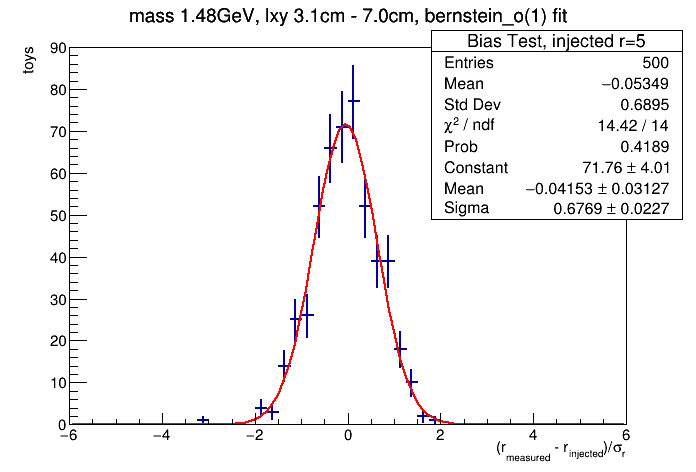 mass 1.48GeV, lxy 3.1cm - 7.0cm, bernstein_o(1) fit
Bias Test, injected r=5
Entries 500
Mean −0.05349
Std Dev 0.6895
χ² / ndf 14.42 / 14
Prob 0.4189
Constant 71.76 ± 4.01
Mean −0.04153 ± 0.03127
Sigma 0.6769 ± 0.0227
toys
90
80
70
60
50
40
30
20
10
0
−6 −4 −2 0 2 4 6
(r_measured - r_injected)/σ_r